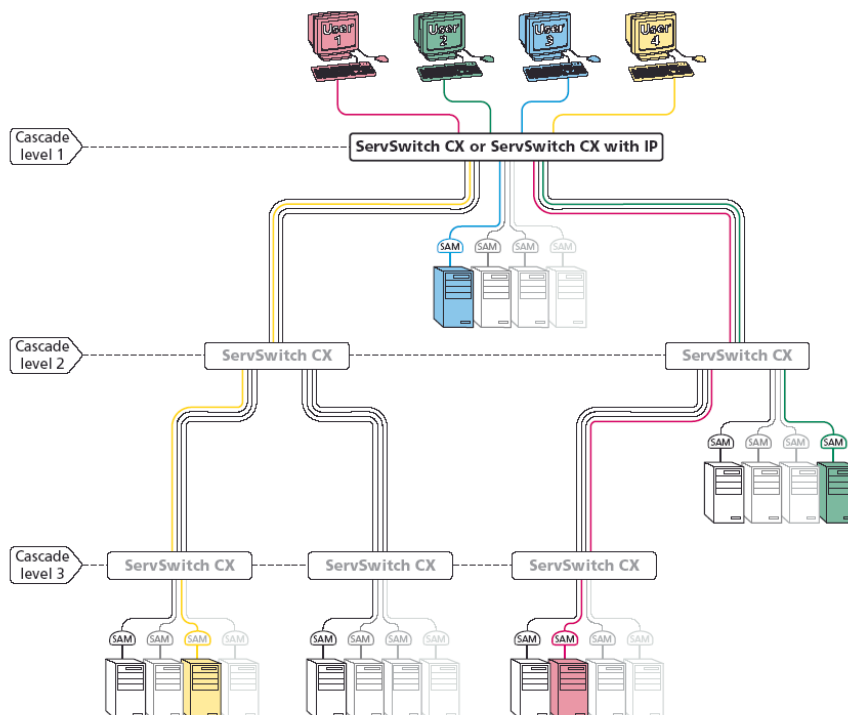 User 1
User 2
User 3
User 4
Cascade
level 1
ServSwitch CX or ServSwitch CX with IP
SAM SAM SAM SAM
Cascade
level 2
ServSwitch CX
ServSwitch CX
SAM SAM SAM SAM
Cascade
level 3
ServSwitch CX
ServSwitch CX
ServSwitch CX
SAM SAM SAM SAM
SAM SAM SAM SAM
SAM SAM SAM SAM